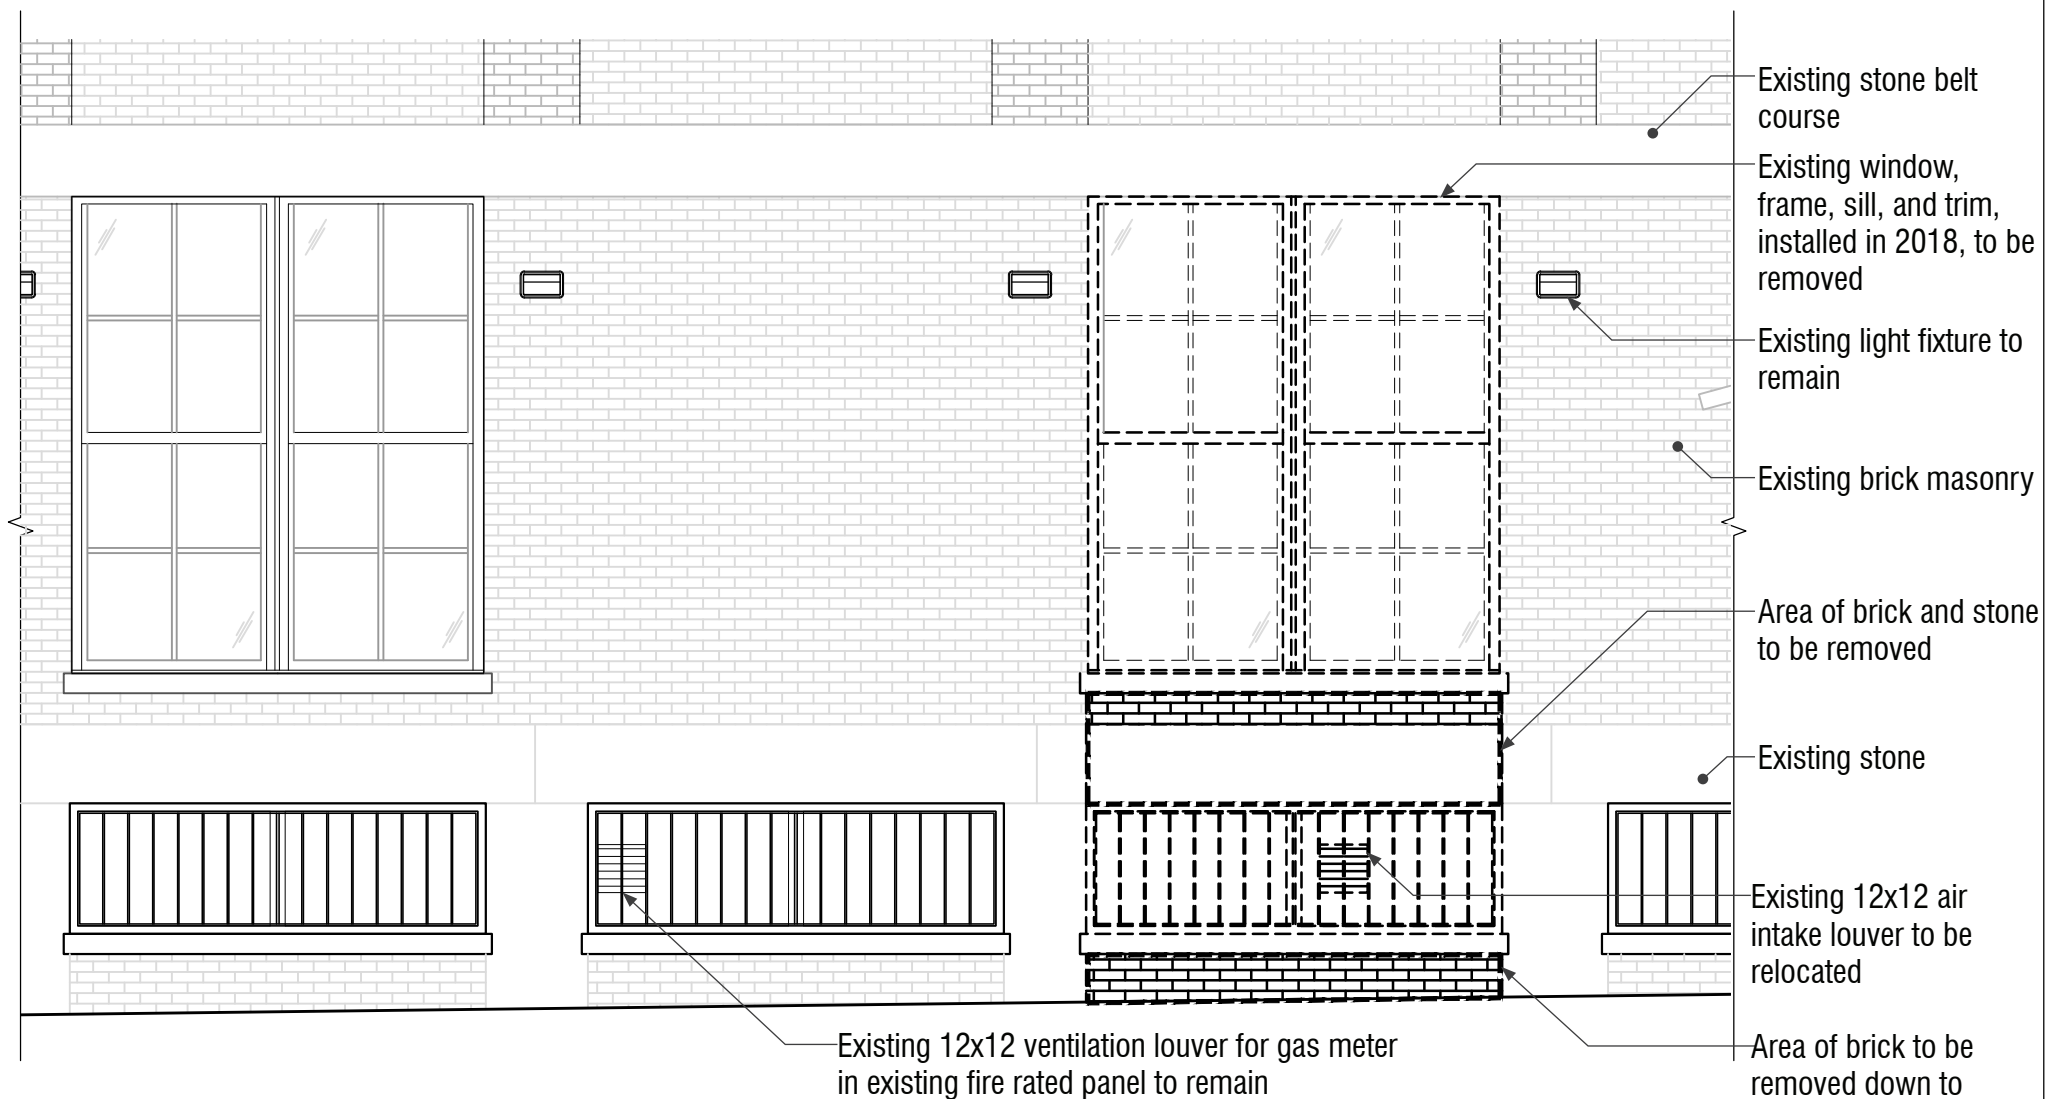 Existing stone belt
course
Existing window,
frame, sill, and trim,
installed in 2018, to be
removed
Existing light fixture to
remain
Existing brick masonry
Area of brick and stone
to be removed
Existing stone
Existing 12x12 air
intake louver to be
relocated
Area of brick to be
removed down to
Existing 12x12 ventilation louver for gas meter
in existing fire rated panel to remain